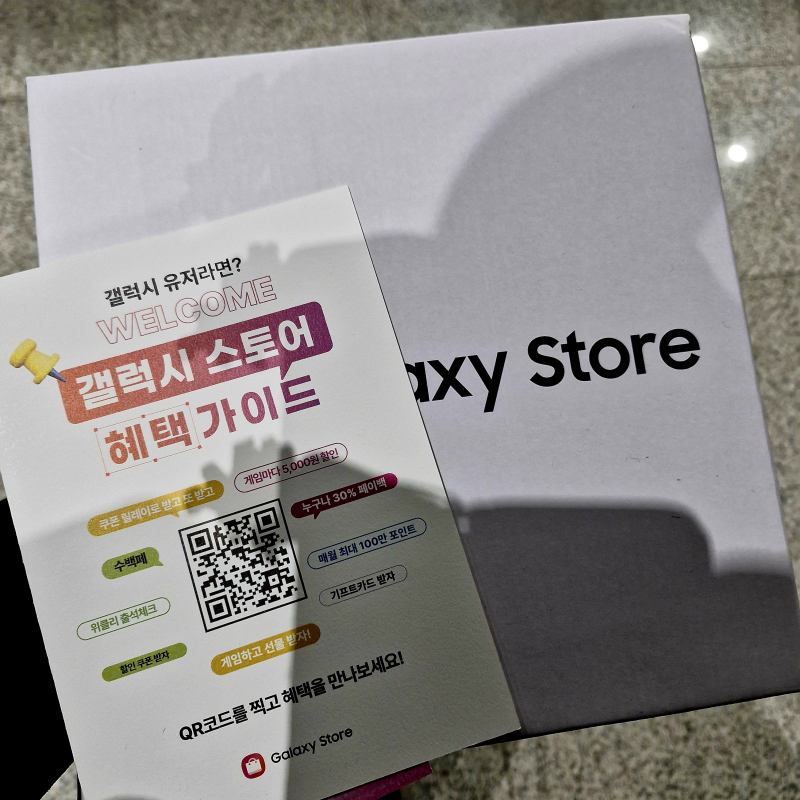 갤럭시 유저라면?
WELCOME
갤럭시 스토어
혜택가이드
게임마다 5,000원 할인
쿠폰 릴레이로 받고 또 받고
누구나 30% 페이백
수백페
매월 최대 100만 포인트
기프트카드 받자
위클리 출석체크
할인 쿠폰 받자
게임하고 선물 받자!
QR코드를 찍고 혜택을 만나보세요!
Galaxy Store
axy Store